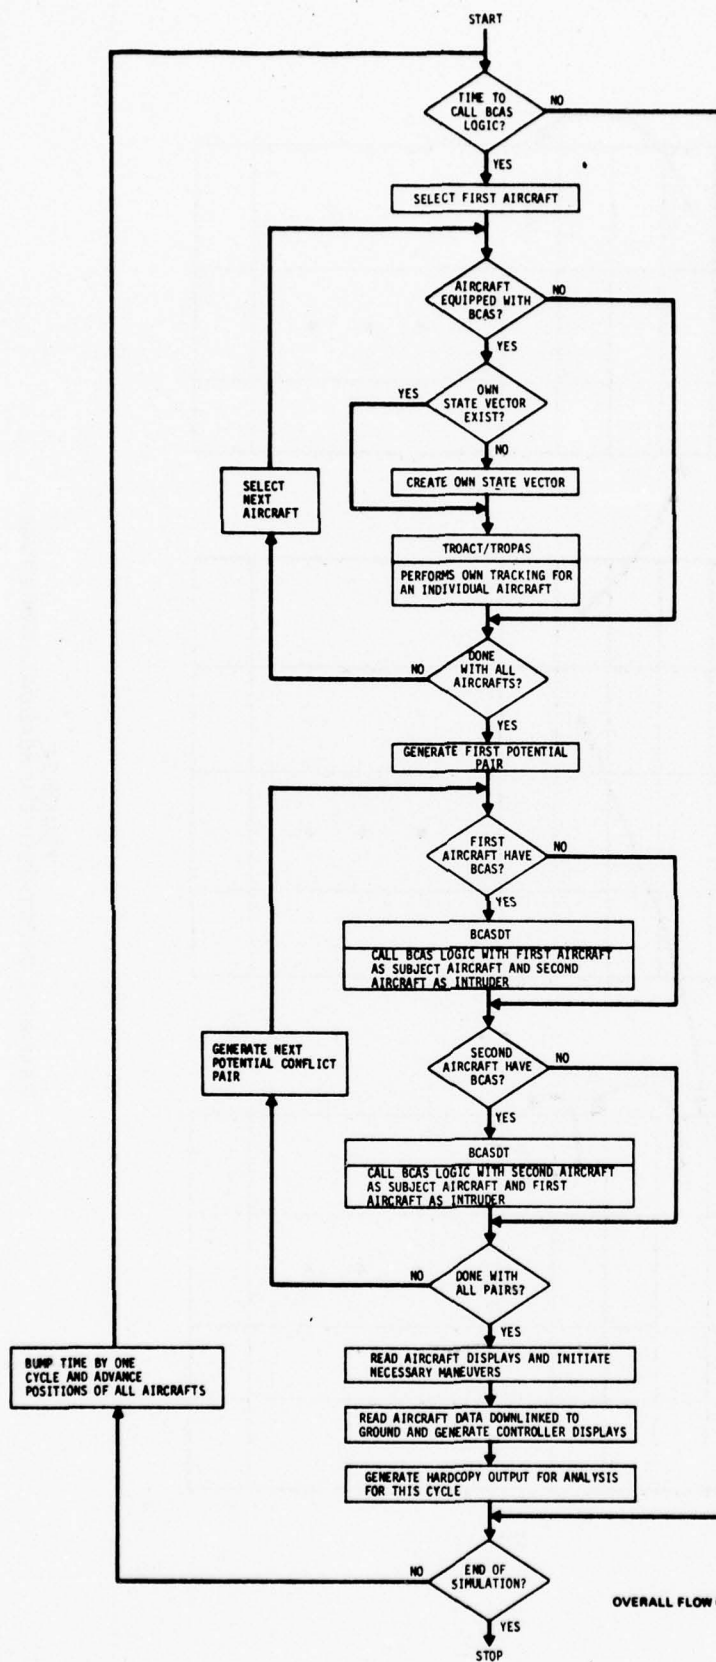 START
TIME TO
CALL BCAS
LOGIC?
NO
YES
SELECT FIRST AIRCRAFT
AIRCRAFT
EQUIPPED WITH
BCAS?
NO
YES
OWN
STATE VECTOR
EXIST?
YES
NO
CREATE OWN STATE VECTOR
SELECT
NEXT
AIRCRAFT
TROACT/TROPAS
PERFORMS OWN TRACKING FOR
AN INDIVIDUAL AIRCRAFT
DONE
WITH ALL
AIRCRAFTS?
NO
YES
GENERATE FIRST POTENTIAL
PAIR
FIRST
AIRCRAFT HAVE
BCAS?
NO
YES
BCASDT
CALL BCAS LOGIC WITH FIRST AIRCRAFT
AS SUBJECT AIRCRAFT AND SECOND
AIRCRAFT AS INTRUDER
GENERATE NEXT
POTENTIAL CONFLICT
PAIR
SECOND
AIRCRAFT HAVE
BCAS?
NO
YES
BCASDT
CALL BCAS LOGIC WITH SECOND AIRCRAFT
AS SUBJECT AIRCRAFT AND FIRST
AIRCRAFT AS INTRUDER
DONE WITH
ALL PAIRS?
NO
YES
BUMP TIME BY ONE
CYCLE AND ADVANCE
POSITIONS OF ALL AIRCRAFTS
READ AIRCRAFT DISPLAYS AND INITIATE
NECESSARY MANEUVERS
READ AIRCRAFT DATA DOWNLINKED TO
GROUND AND GENERATE CONTROLLER DISPLAYS
GENERATE HARDCOPY OUTPUT FOR ANALYSIS
FOR THIS CYCLE
END OF
SIMULATION?
NO
YES
STOP
OVERALL FLOW